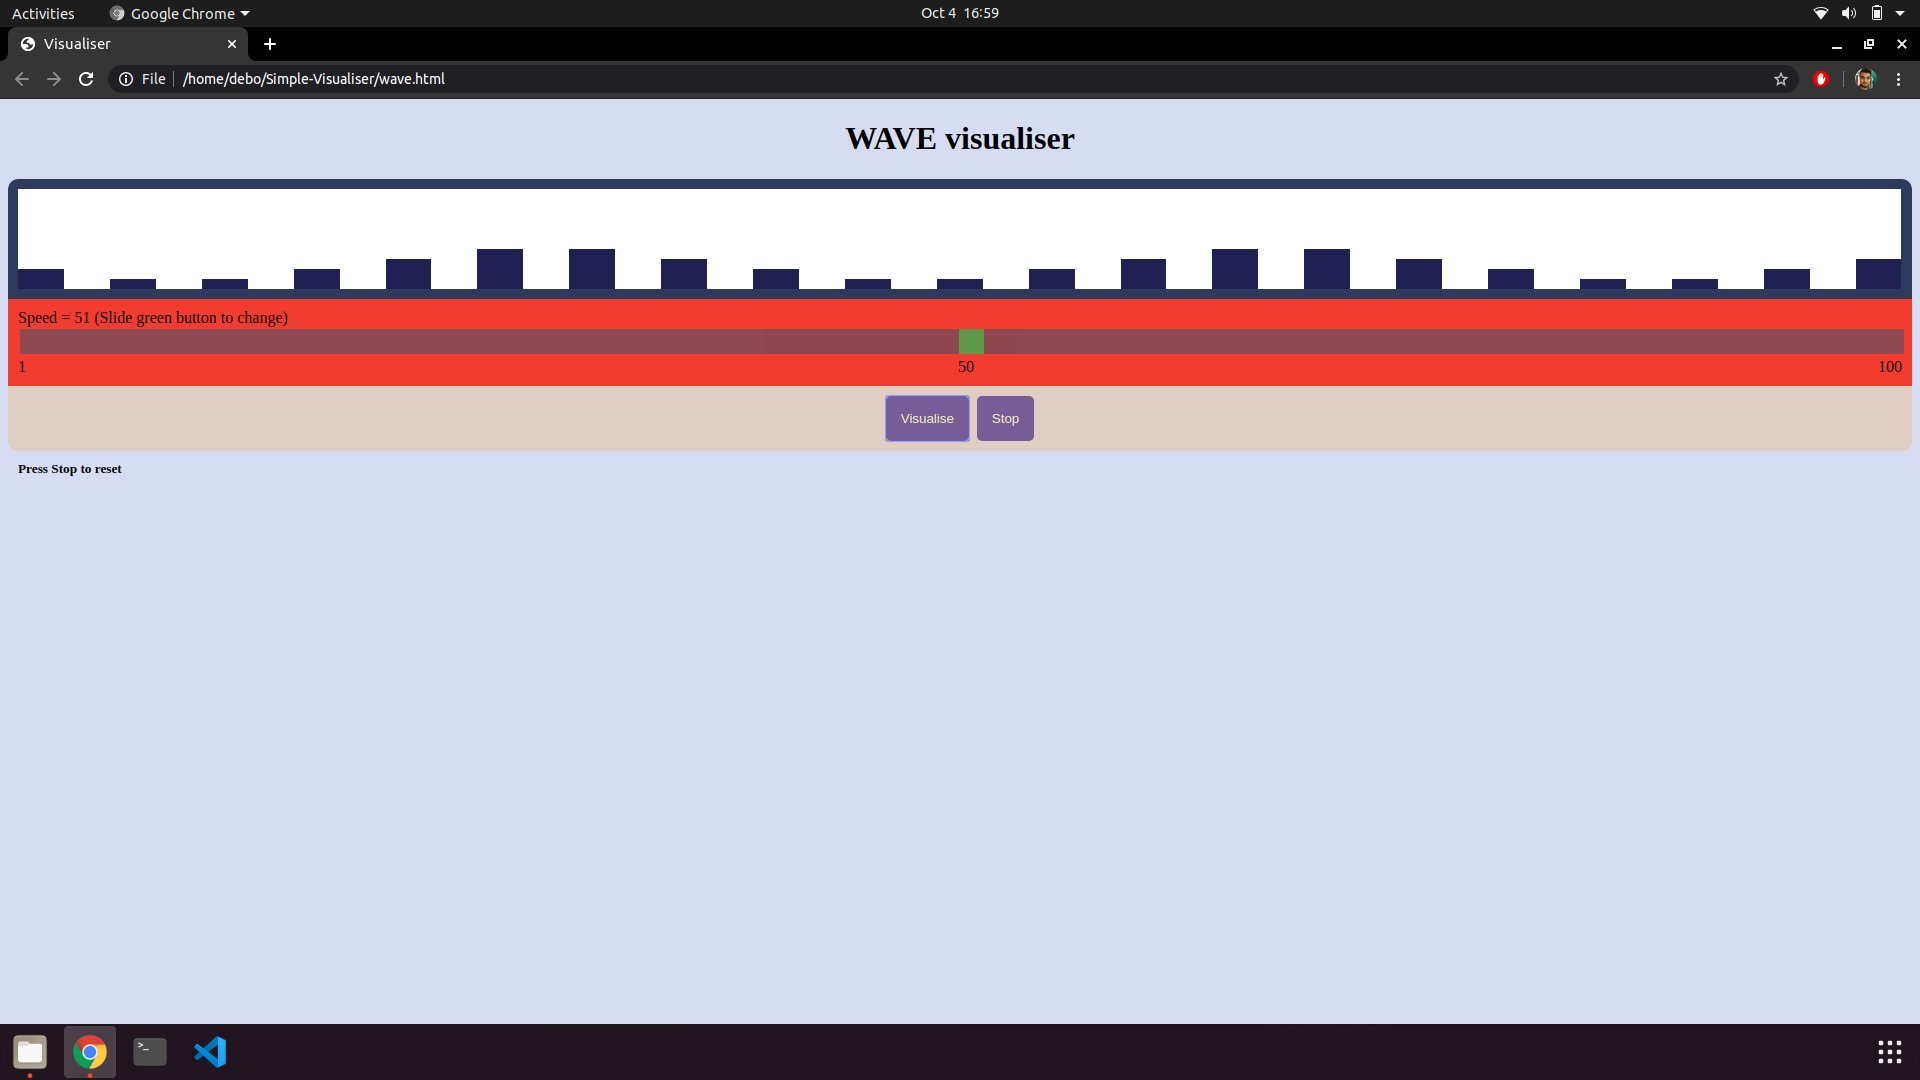 Activities Google Chrome Oct 4 16:59
Visualiser
File /home/debo/Simple-Visualiser/wave.html
WAVE visualiser
Speed = 51 (Slide green button to change)
1 50 100
Visualise Stop
Press Stop to reset
>_